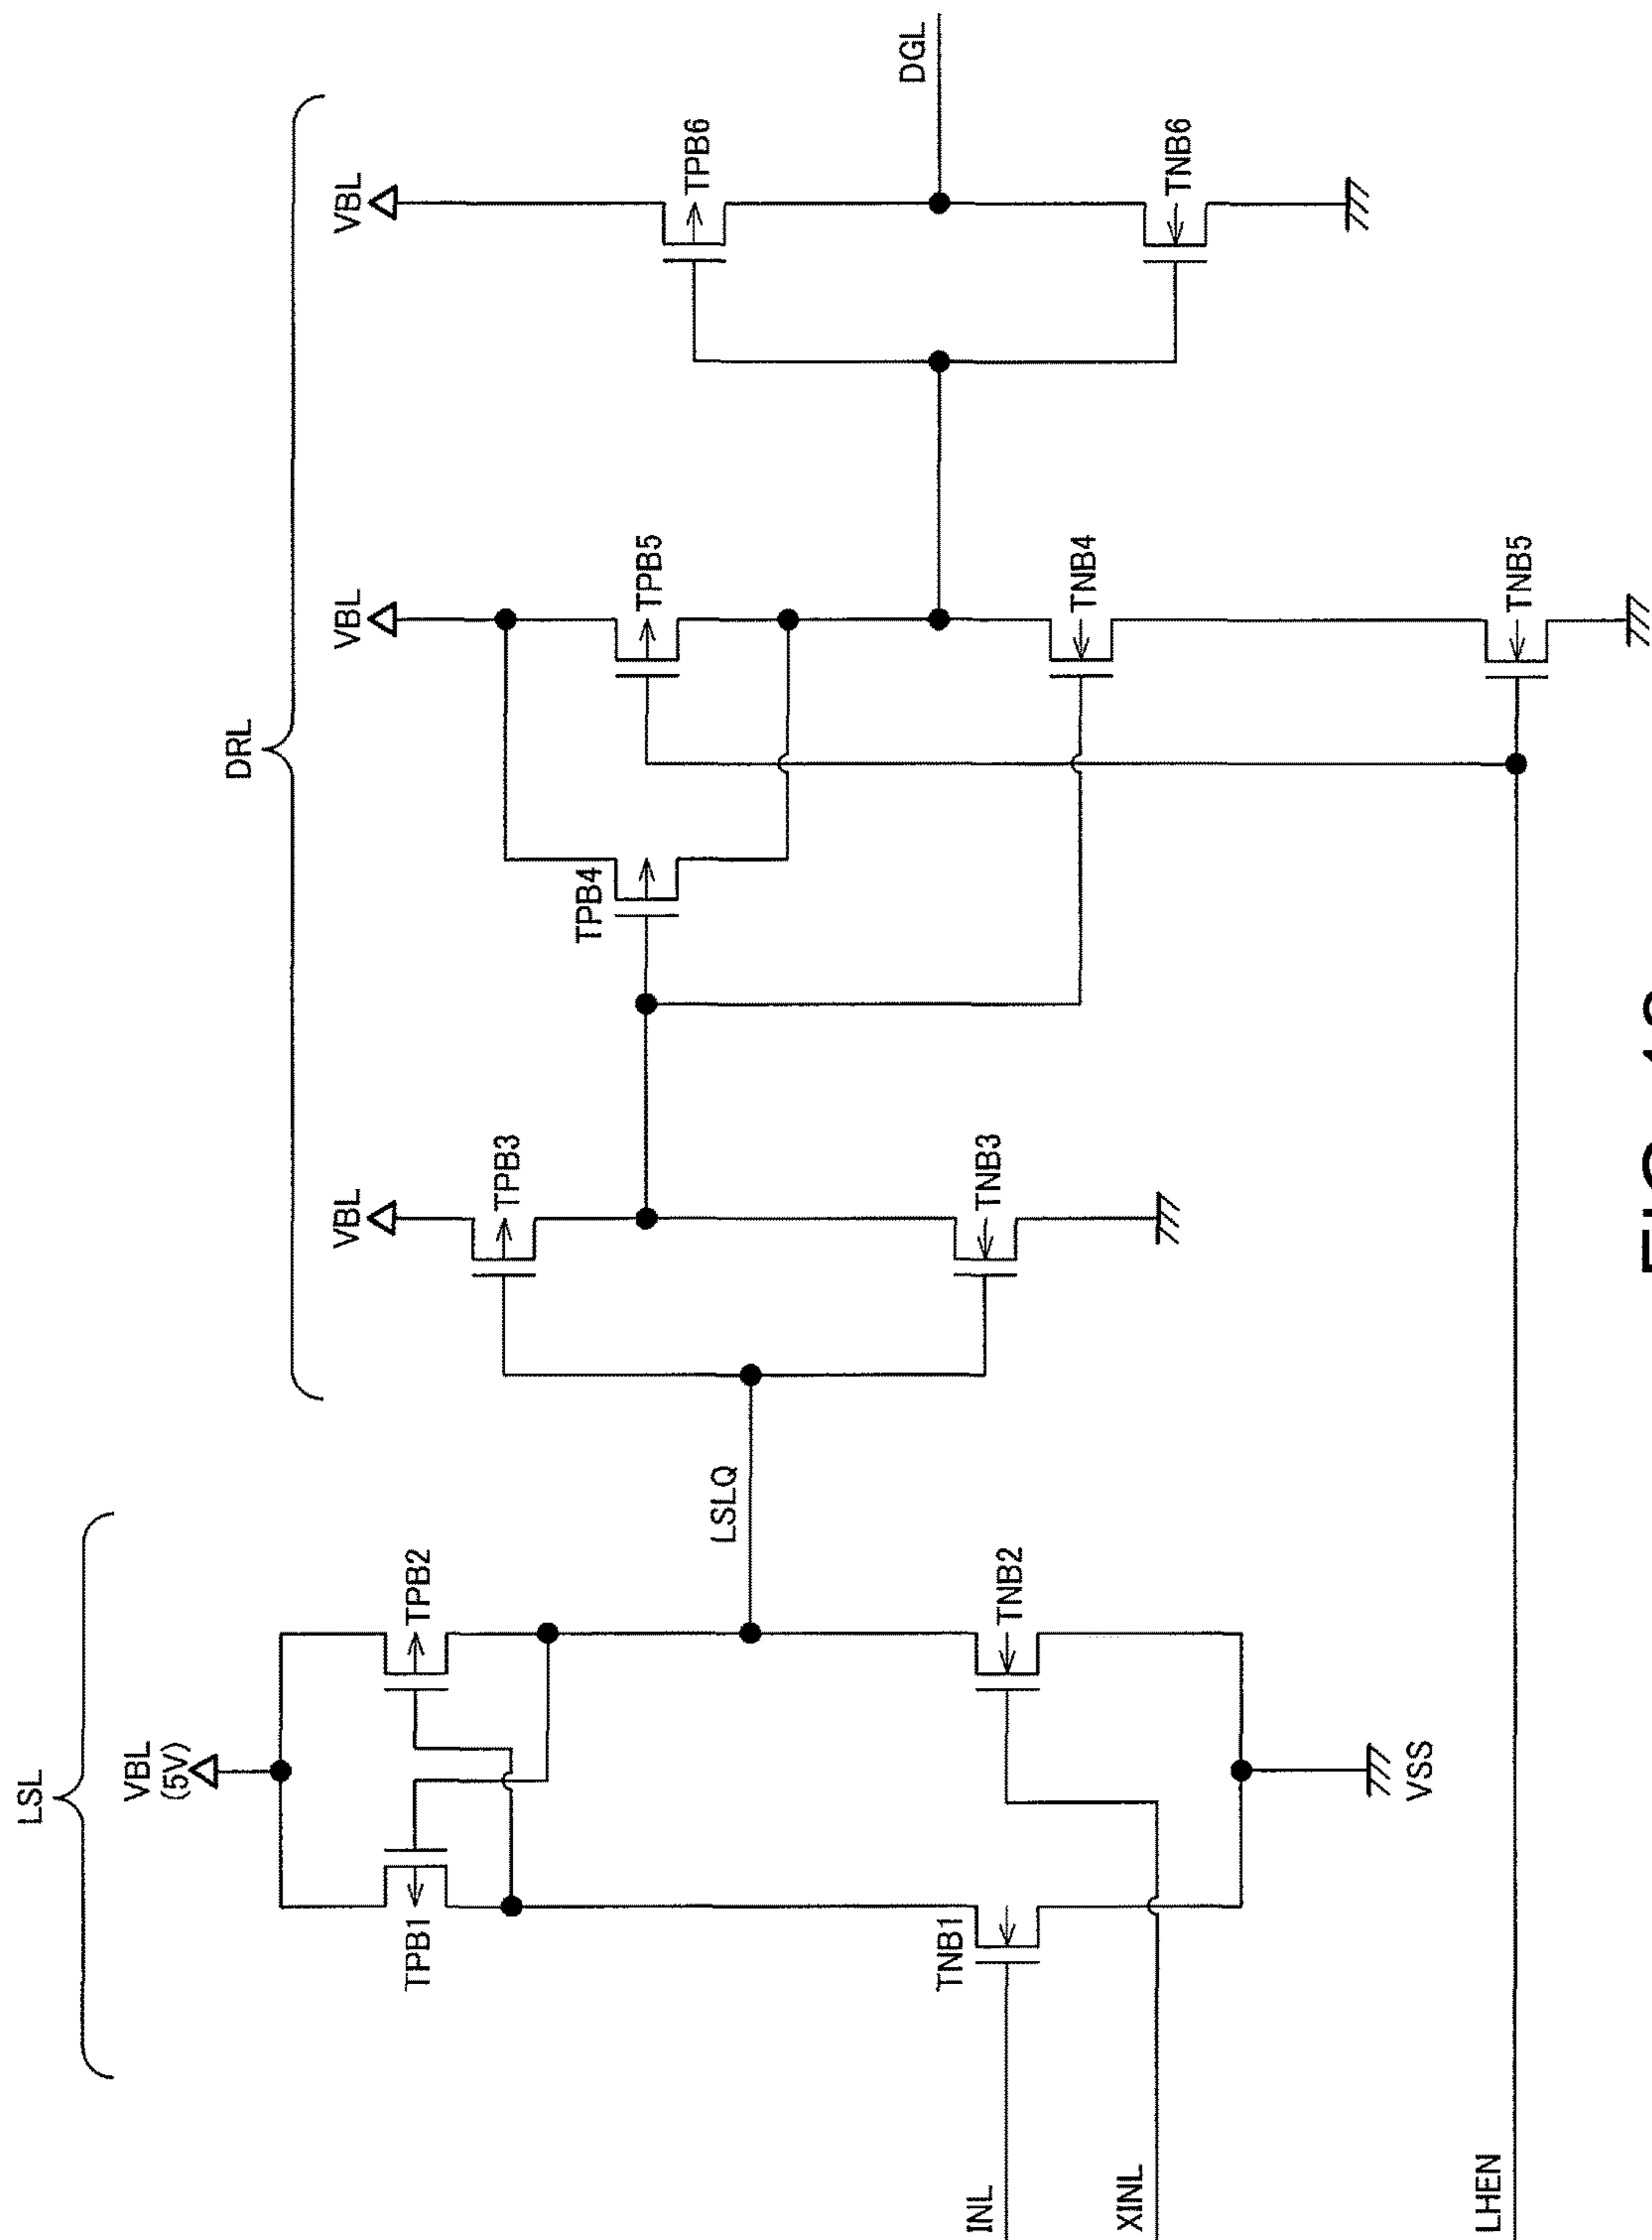 LSL
DRL
VBL
(5V)
VBL
VBL
VBL
TPB1
TPB2
TPB3
TPB4
TPB5
TPB6
LSLQ
DGL
INL
TNB1
TNB2
TNB3
TNB4
TNB6
XINL
VSS
LHEN
TNB5